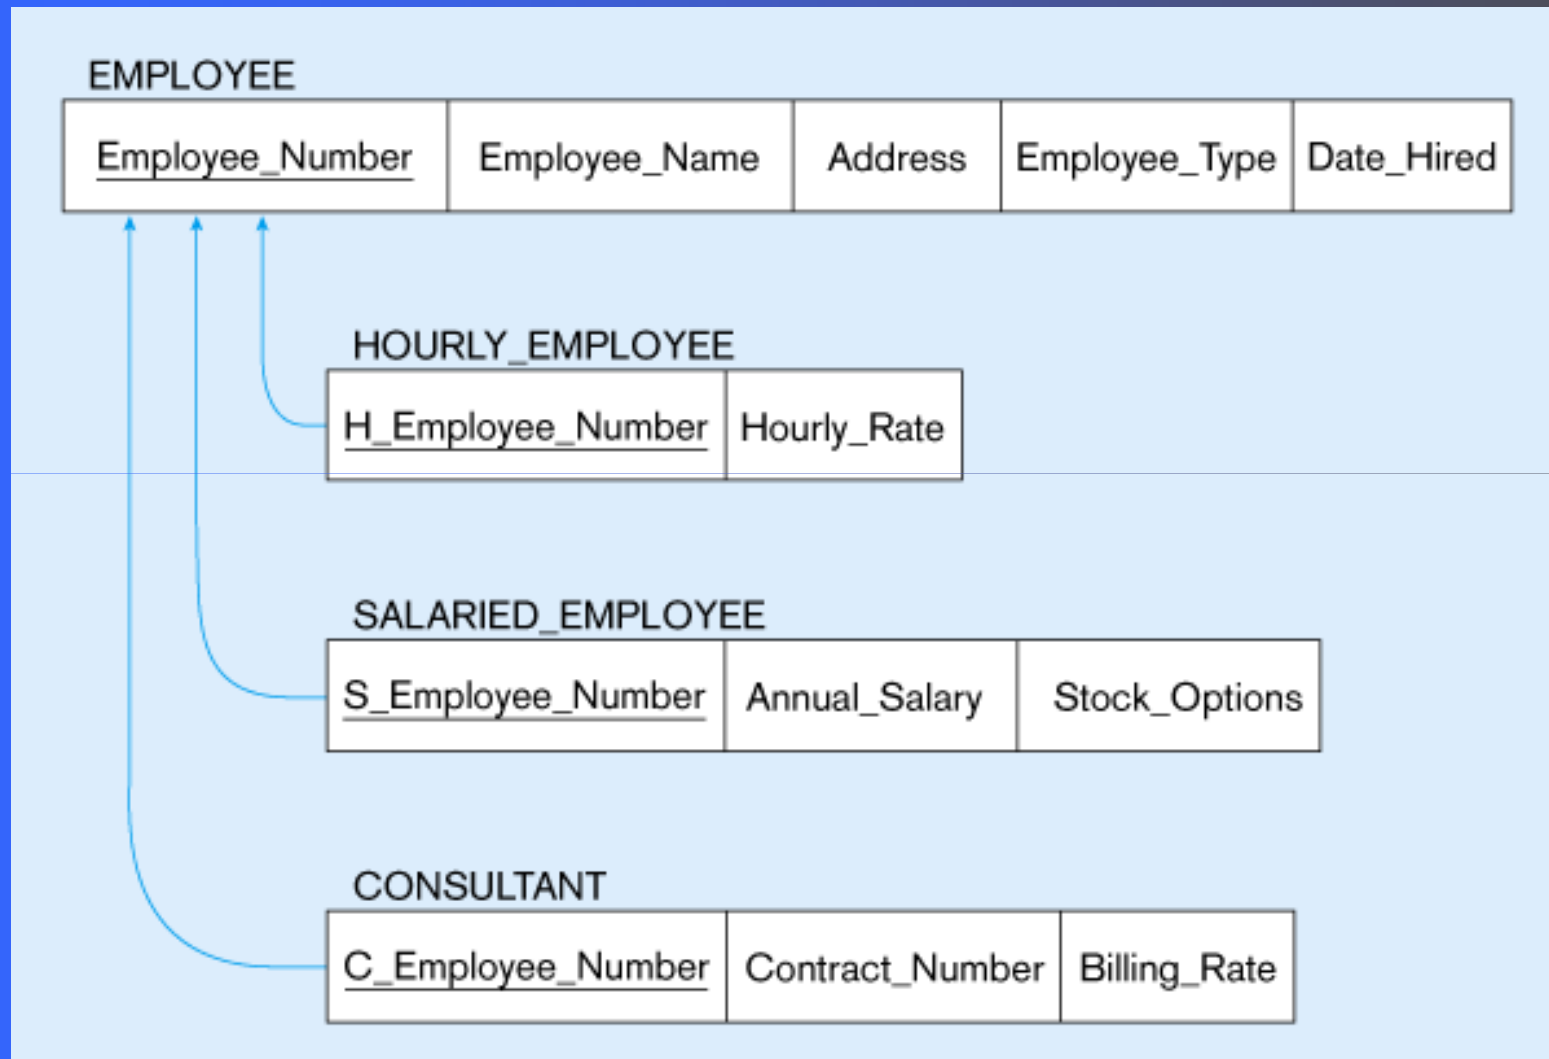 EMPLOYEE
Employee_Number Employee_Name Address Employee_Type Date_Hired
HOURLY_EMPLOYEE
H_Employee_Number Hourly_Rate
SALARIED_EMPLOYEE
S_Employee_Number Annual_Salary Stock_Options
CONSULTANT
C_Employee_Number Contract_Number Billing_Rate